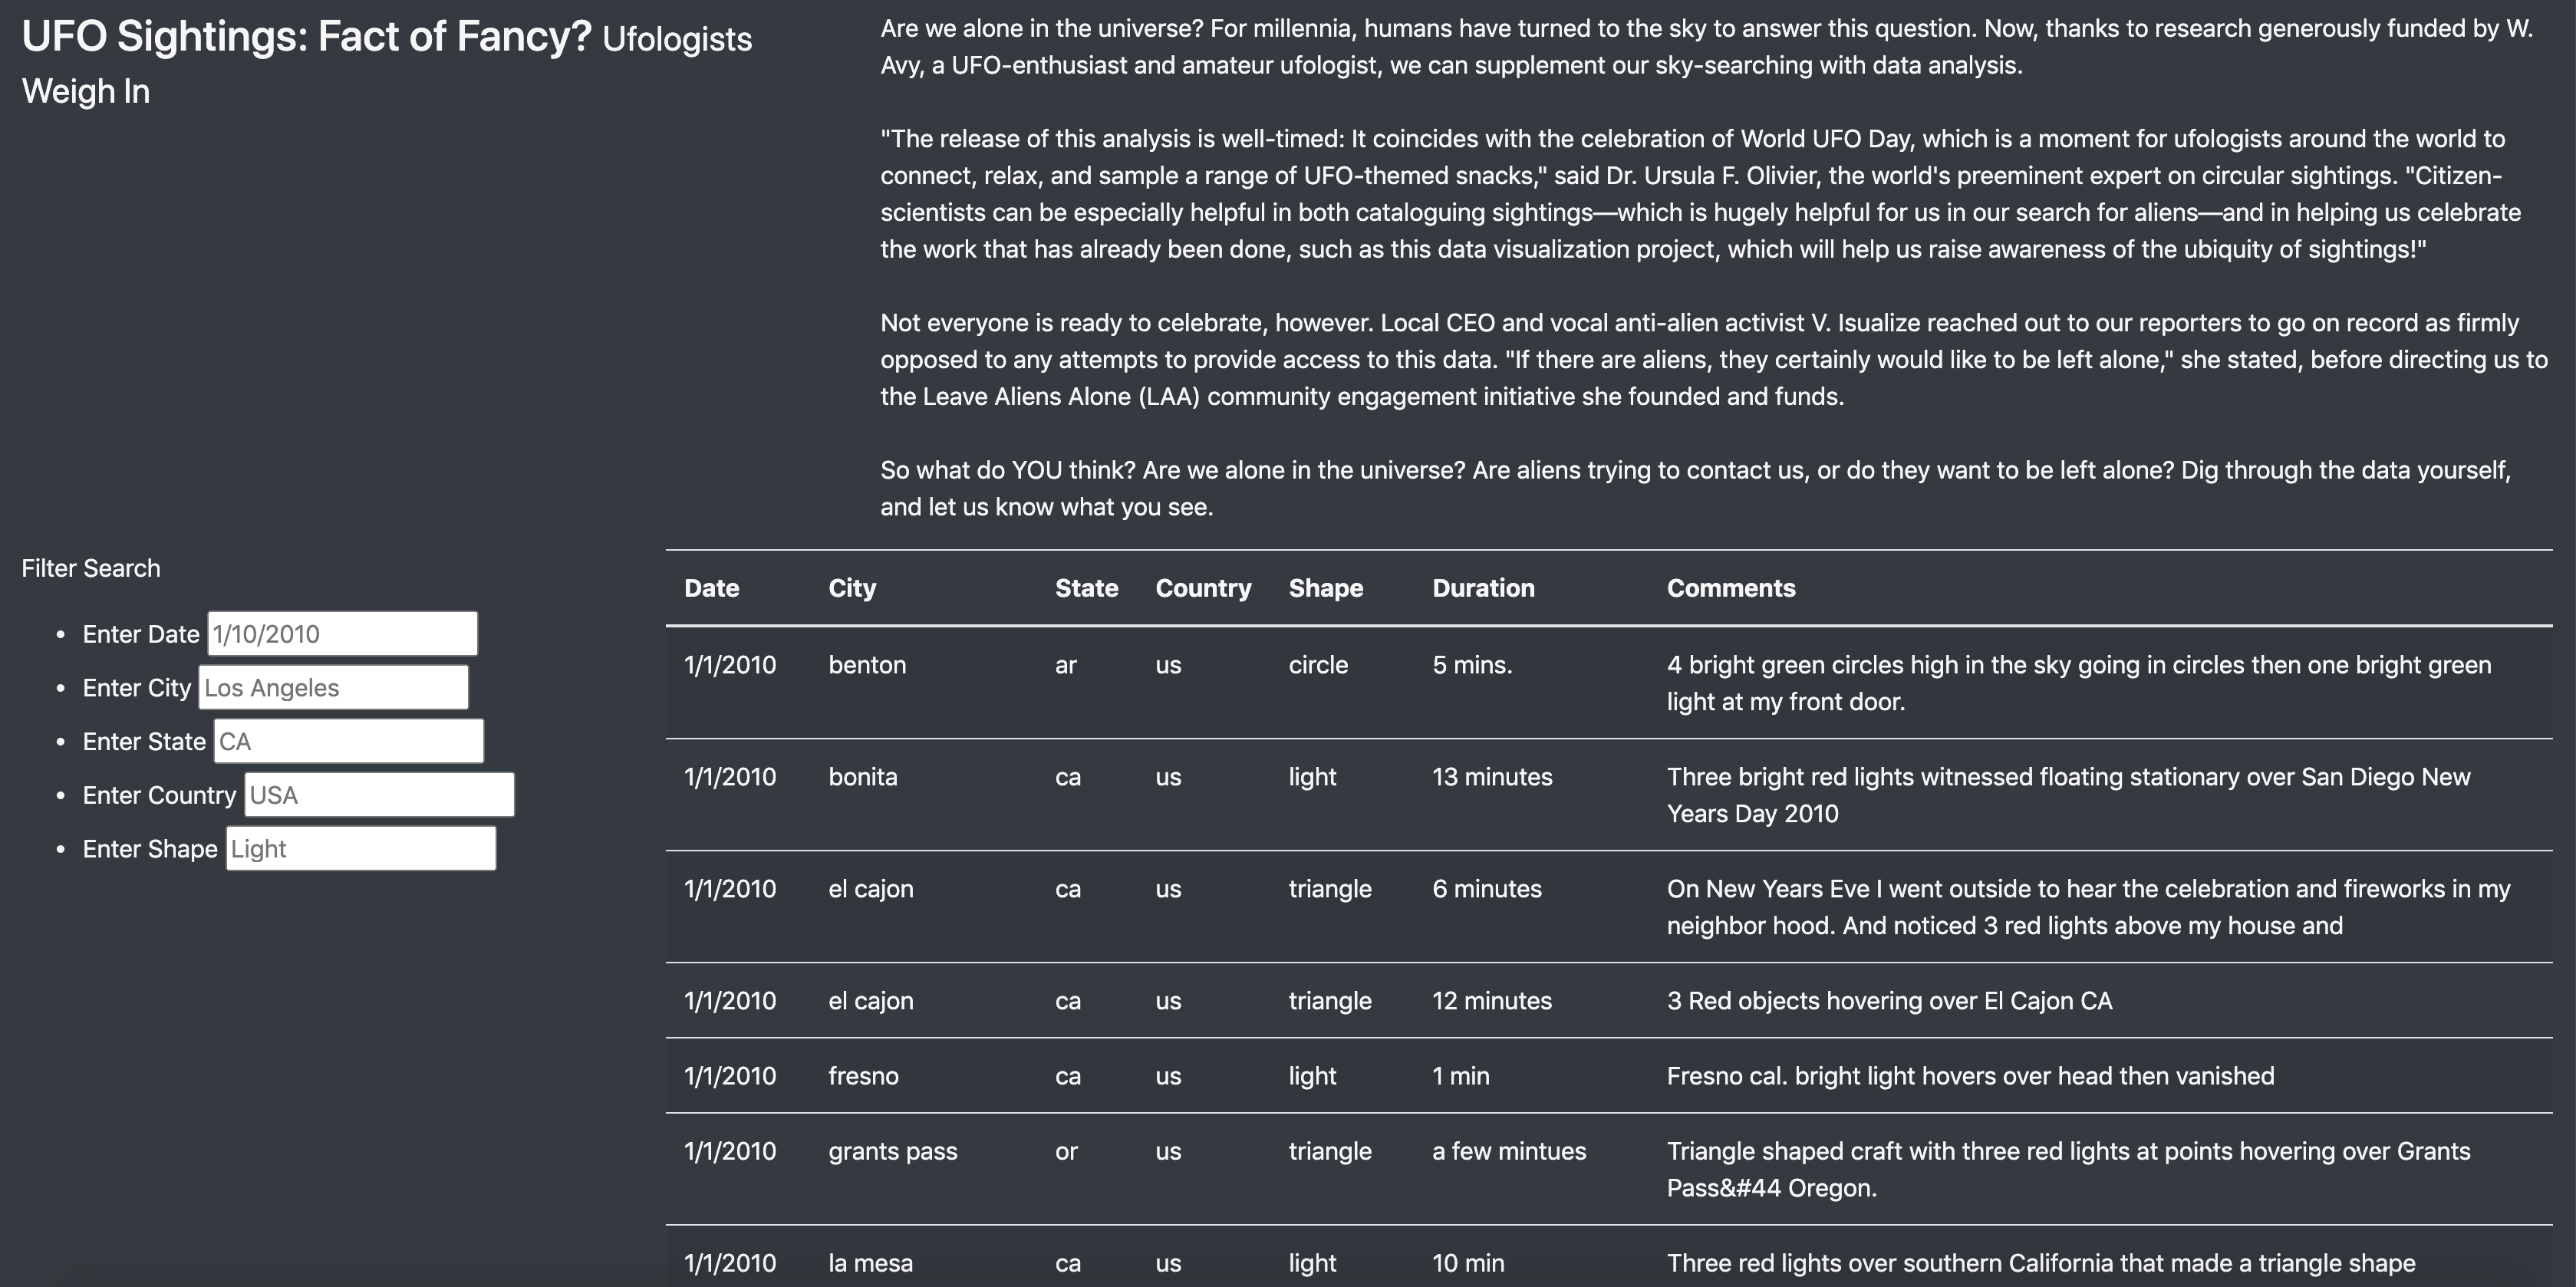 UFO Sightings: Fact of Fancy? Ufologists
Weigh In
Are we alone in the universe? For millennia, humans have turned to the sky to answer this question. Now, thanks to research generously funded by W.
Avy, a UFO-enthusiast and amateur ufologist, we can supplement our sky-searching with data analysis.
"The release of this analysis is well-timed: It coincides with the celebration of World UFO Day, which is a moment for ufologists around the world to
connect, relax, and sample a range of UFO-themed snacks," said Dr. Ursula F. Olivier, the world's preeminent expert on circular sightings. "Citizen-
scientists can be especially helpful in both cataloguing sightings—which is hugely helpful for us in our search for aliens—and in helping us celebrate
the work that has already been done, such as this data visualization project, which will help us raise awareness of the ubiquity of sightings!"
Not everyone is ready to celebrate, however. Local CEO and vocal anti-alien activist V. Isualize reached out to our reporters to go on record as firmly
opposed to any attempts to provide access to this data. "If there are aliens, they certainly would like to be left alone," she stated, before directing us to
the Leave Aliens Alone (LAA) community engagement initiative she founded and funds.
So what do YOU think? Are we alone in the universe? Are aliens trying to contact us, or do they want to be left alone? Dig through the data yourself,
and let us know what you see.
Filter Search
• Enter Date 1/10/2010
• Enter City Los Angeles
• Enter State CA
• Enter Country USA
• Enter Shape Light
Date City State Country Shape Duration Comments
1/1/2010 benton ar us circle 5 mins. 4 bright green circles high in the sky going in circles then one bright green
light at my front door.
1/1/2010 bonita ca us light 13 minutes Three bright red lights witnessed floating stationary over San Diego New
Years Day 2010
1/1/2010 el cajon ca us triangle 6 minutes On New Years Eve I went outside to hear the celebration and fireworks in my
neighbor hood. And noticed 3 red lights above my house and
1/1/2010 el cajon ca us triangle 12 minutes 3 Red objects hovering over El Cajon CA
1/1/2010 fresno ca us light 1 min Fresno cal. bright light hovers over head then vanished
1/1/2010 grants pass or us triangle a few mintues Triangle shaped craft with three red lights at points hovering over Grants
Pass&#44 Oregon.
1/1/2010 la mesa ca us light 10 min Three red lights over southern California that made a triangle shape